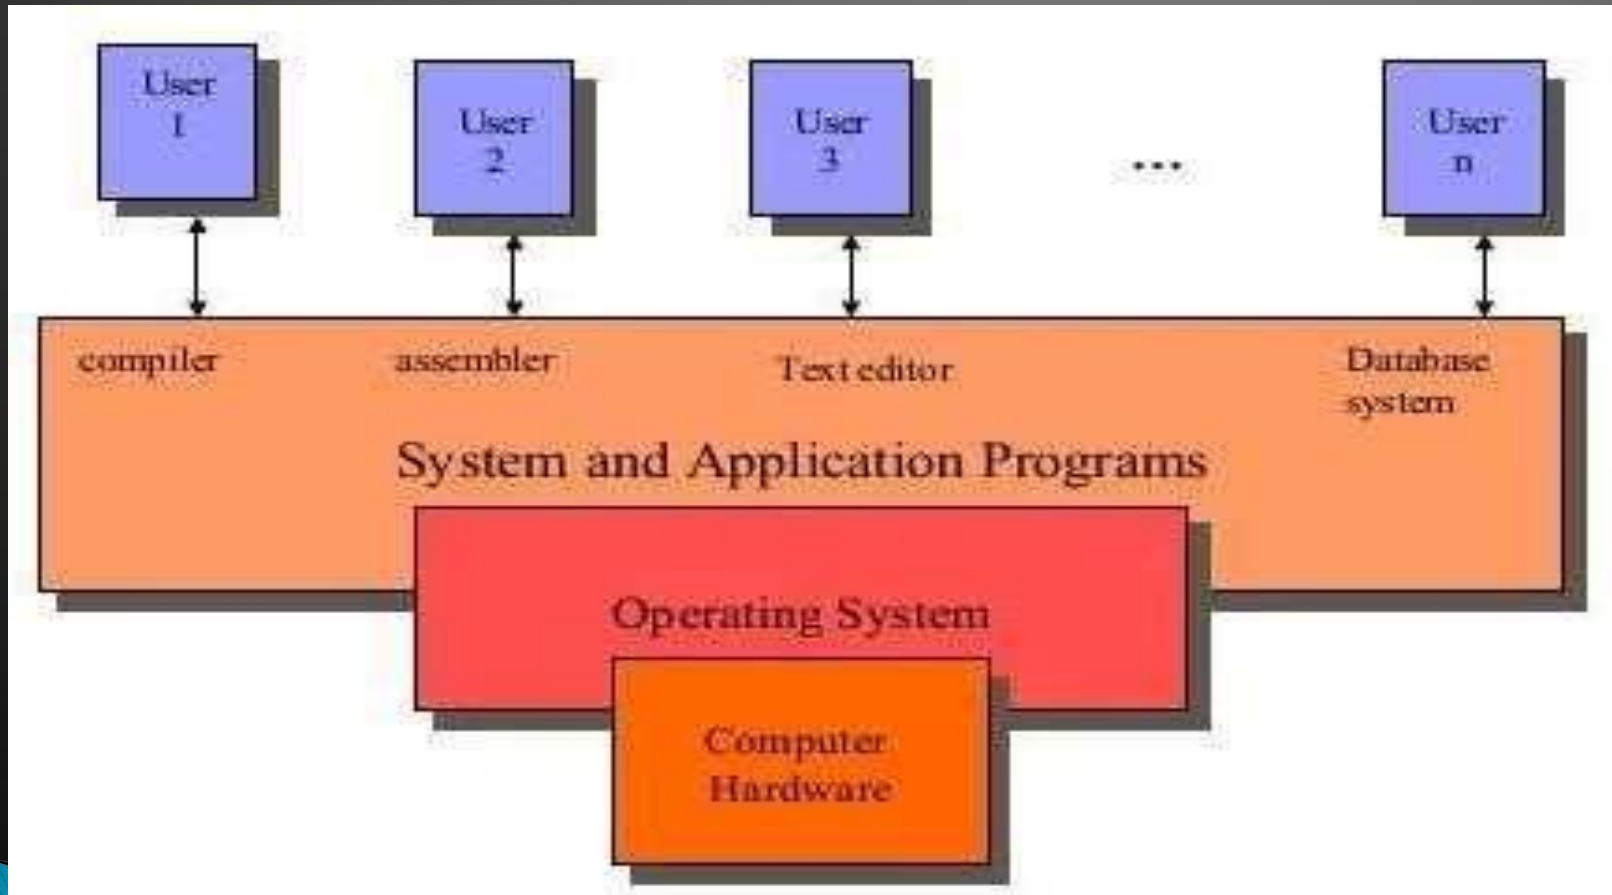 User
1
User
2
User
3
...
User
n
compiler
assembler
Text editor
Database
system
System and Application Programs
Operating System
Computer
Hardware